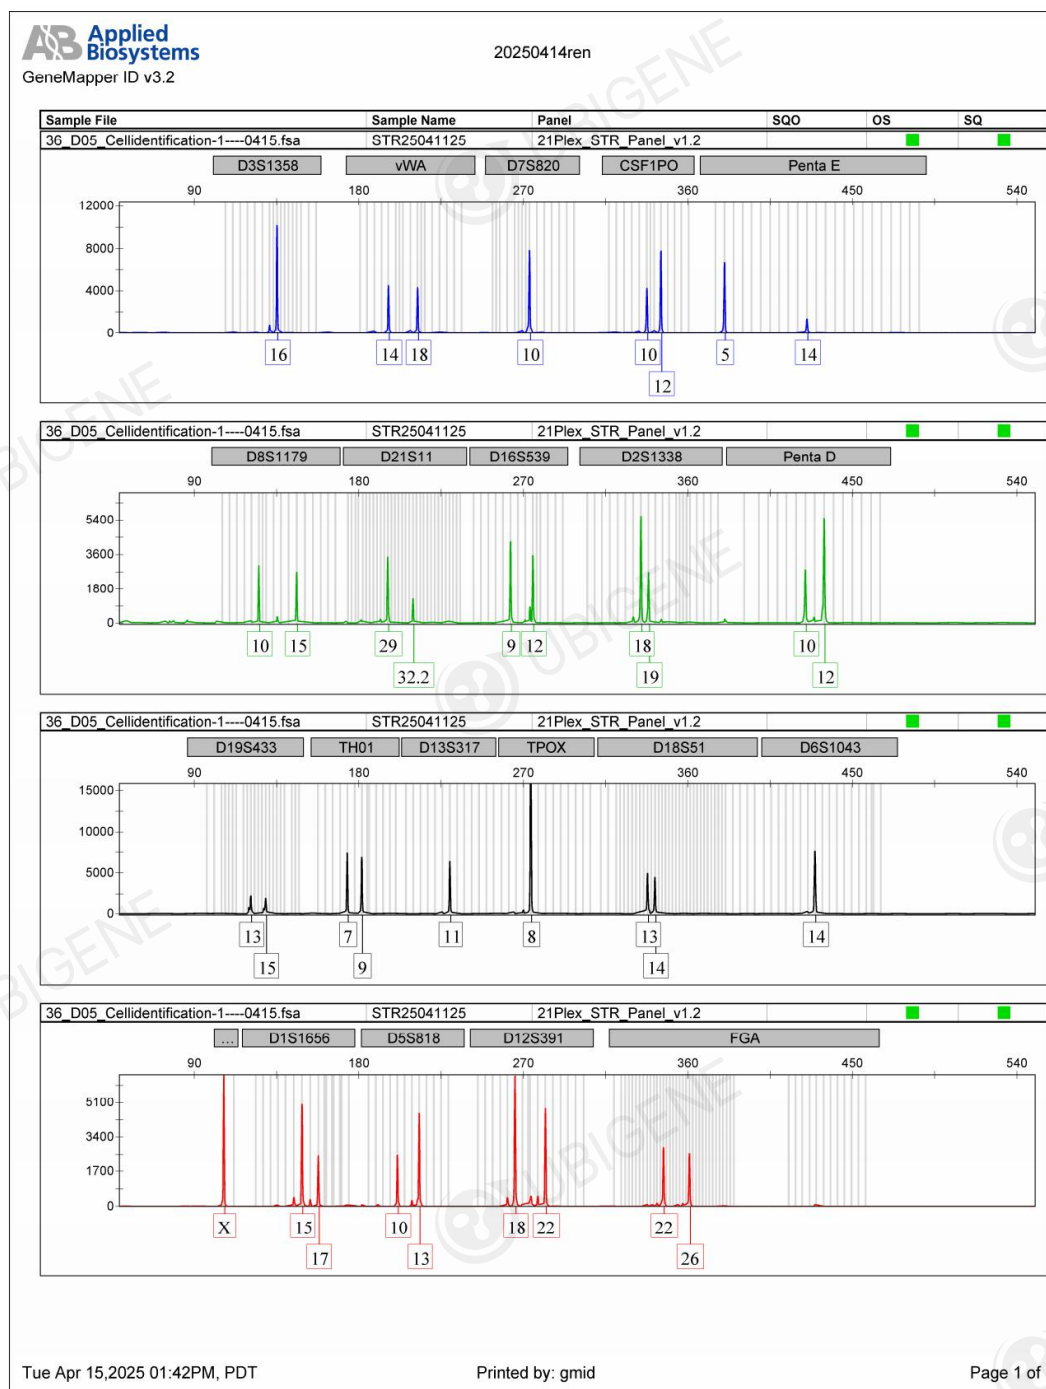 AB Applied Biosystems
20250414ren
GeneMapper ID v3.2
Sample File Sample Name Panel SQO OS SQ
36_D05_Cellidentification-1----0415.fsa STR25041125 21Plex_STR_Panel_v1.2
D3S1358 vWA D7S820 CSF1PO Penta E
90 180 270 360 450 540
12000
8000
4000
0
16 14 18 10 10 5 14
12
36_D05_Cellidentification-1----0415.fsa STR25041125 21Plex_STR_Panel_v1.2
D8S1179 D21S11 D16S539 D2S1338 Penta D
90 180 270 360 450 540
5400
3600
1800
0
10 15 29 9 12 18 10
32.2 19 12
36_D05_Cellidentification-1----0415.fsa STR25041125 21Plex_STR_Panel_v1.2
D19S433 TH01 D13S317 TPOX D18S51 D6S1043
90 180 270 360 450 540
15000
10000
5000
0
13 7 11 8 13 14
15 9 14
36_D05_Cellidentification-1----0415.fsa STR25041125 21Plex_STR_Panel_v1.2
... D1S1656 D5S818 D12S391 FGA
90 180 270 360 450 540
5100
3400
1700
0
X 15 10 18 22 22
17 13 26
Tue Apr 15,2025 01:42PM, PDT Printed by: gmid Page 1 of
UBIGENE